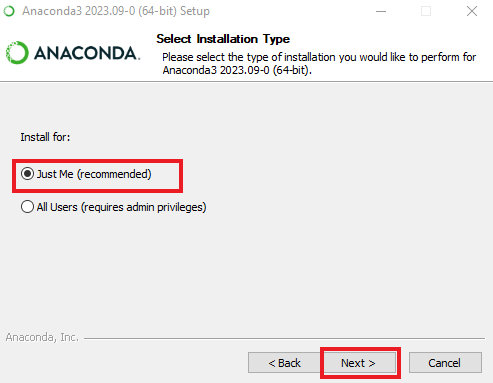 Anaconda3 2023.09-0 (64-bit) Setup
ANACONDA.
Select Installation Type
Please select the type of installation you would like to perform for
Anaconda3 2023.09-0 (64-bit).
Install for:
Just Me (recommended)
All Users (requires admin privileges)
Anaconda, Inc.
< Back
Next >
Cancel